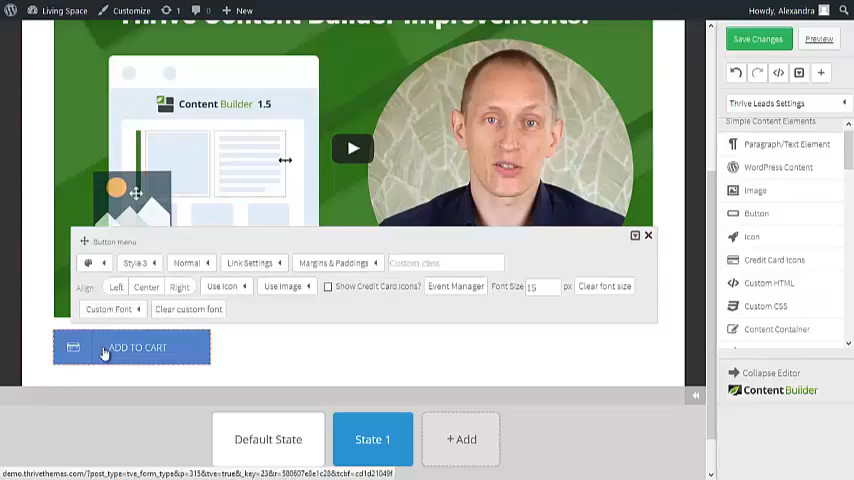 Living Space
Customize
1
0
New
Howdy, Alexandra
Thrive Content Builder Improvements!
Content Builder 1.5
Save Changes
Preview
Thrive Leads Settings
Simple Content Elements
Paragraph/Text Element
WordPress Content
Image
Button
Icon
Credit Card Icons
Custom HTML
Custom CSS
Content Container
Collapse Editor
Content Builder
Button menu
Style 3
Normal
Link Settings
Margins & Paddings
Custom class
Align:
Left
Center
Right
Use Icon
Use Image
Show Credit Card Icons?
Event Manager
Font Size
15
px
Clear font size
Custom Font
Clear custom font
ADD TO CART
Default State
State 1
+ Add